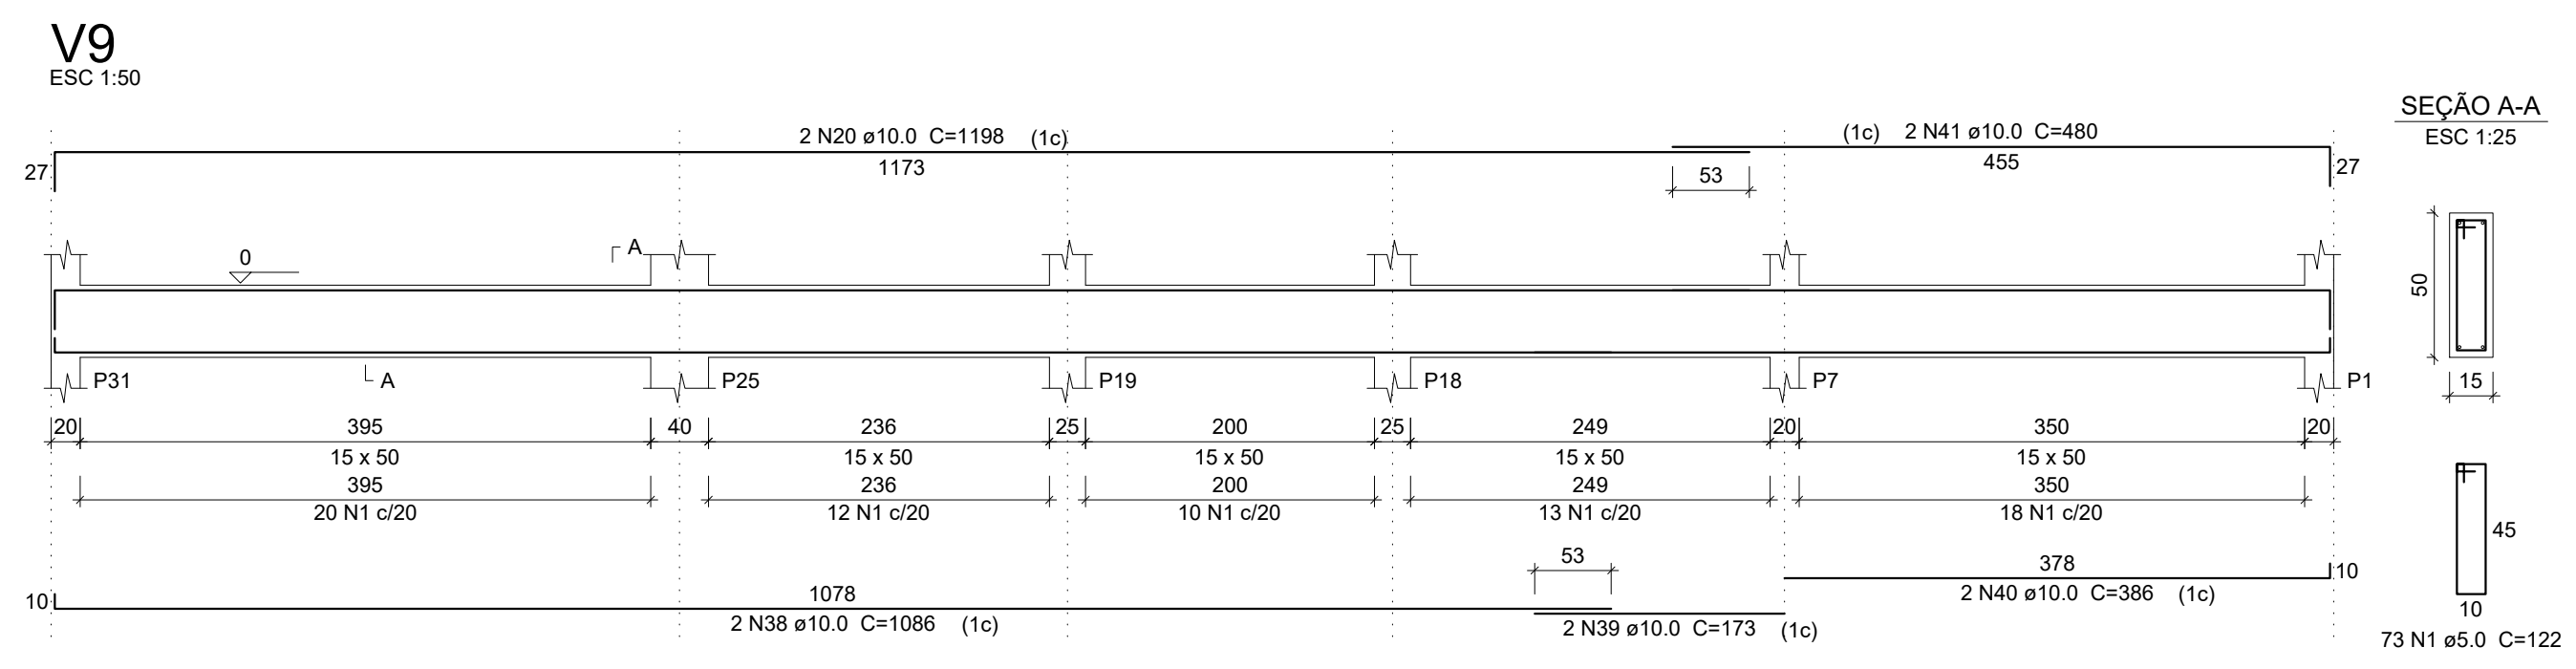 V9
ESC 1:50
2 N20 ø10.0 C=1198 (1c)
1173
27
(1c) 2 N41 ø10.0 C=480
455
27
53
SEÇÃO A-A
ESC 1:25
0
A
A
P31
P25
P19
P18
P7
P1
50
15
20 395 40 236 25 200 25 249 20 350 20
15 x 50 15 x 50 15 x 50 15 x 50 15 x 50
395 236 200 249 350
20 N1 c/20 12 N1 c/20 10 N1 c/20 13 N1 c/20 18 N1 c/20
10
1078
2 N38 ø10.0 C=1086 (1c)
53
2 N39 ø10.0 C=173 (1c)
378
10
2 N40 ø10.0 C=386 (1c)
45
10
73 N1 ø5.0 C=122